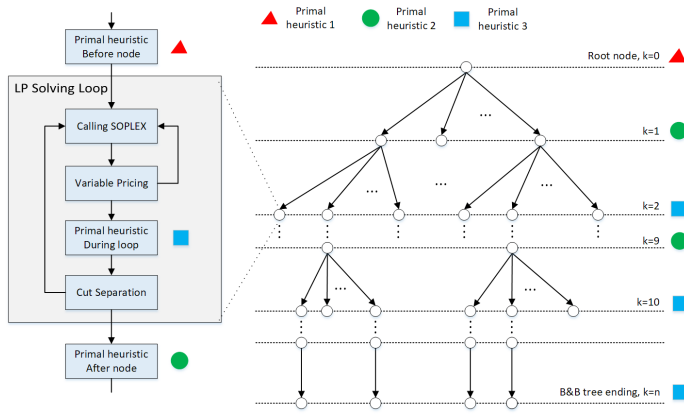 Primal heuristic 1
Primal heuristic 2
Primal heuristic 3
Primal heuristic
Before node
LP Solving Loop
Calling SOPLEX
Variable Pricing
Primal heuristic
During loop
Cut Separation
Primal heuristic
After node
Root node, k=0
...
k=1
...
...
...
k=2
k=9
...
...
k=10
B&B tree ending, k=n